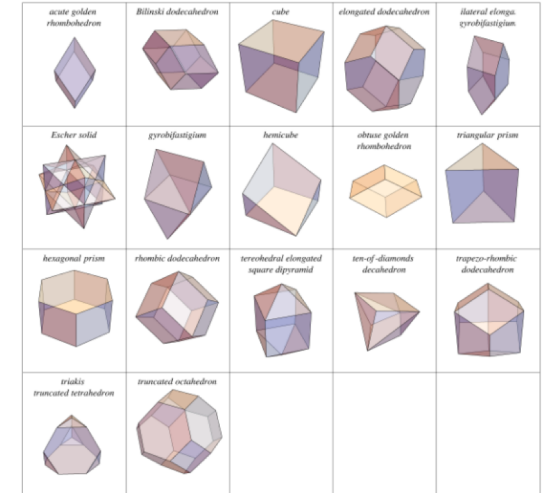 acute golden
rhombohedron
Bilinski dodecahedron
cube
elongated dodecahedron
ilateral elonga.
gyrobifastigium.
Escher solid
gyrobifastigium
hemicube
obtuse golden
rhombohedron
triangular prism
hexagonal prism
rhombic dodecahedron
tereohedral elongated
square dipyramid
ten-of-diamonds
decahedron
trapezo-rhombic
dodecahedron
triakis
truncated tetrahedron
truncated octahedron